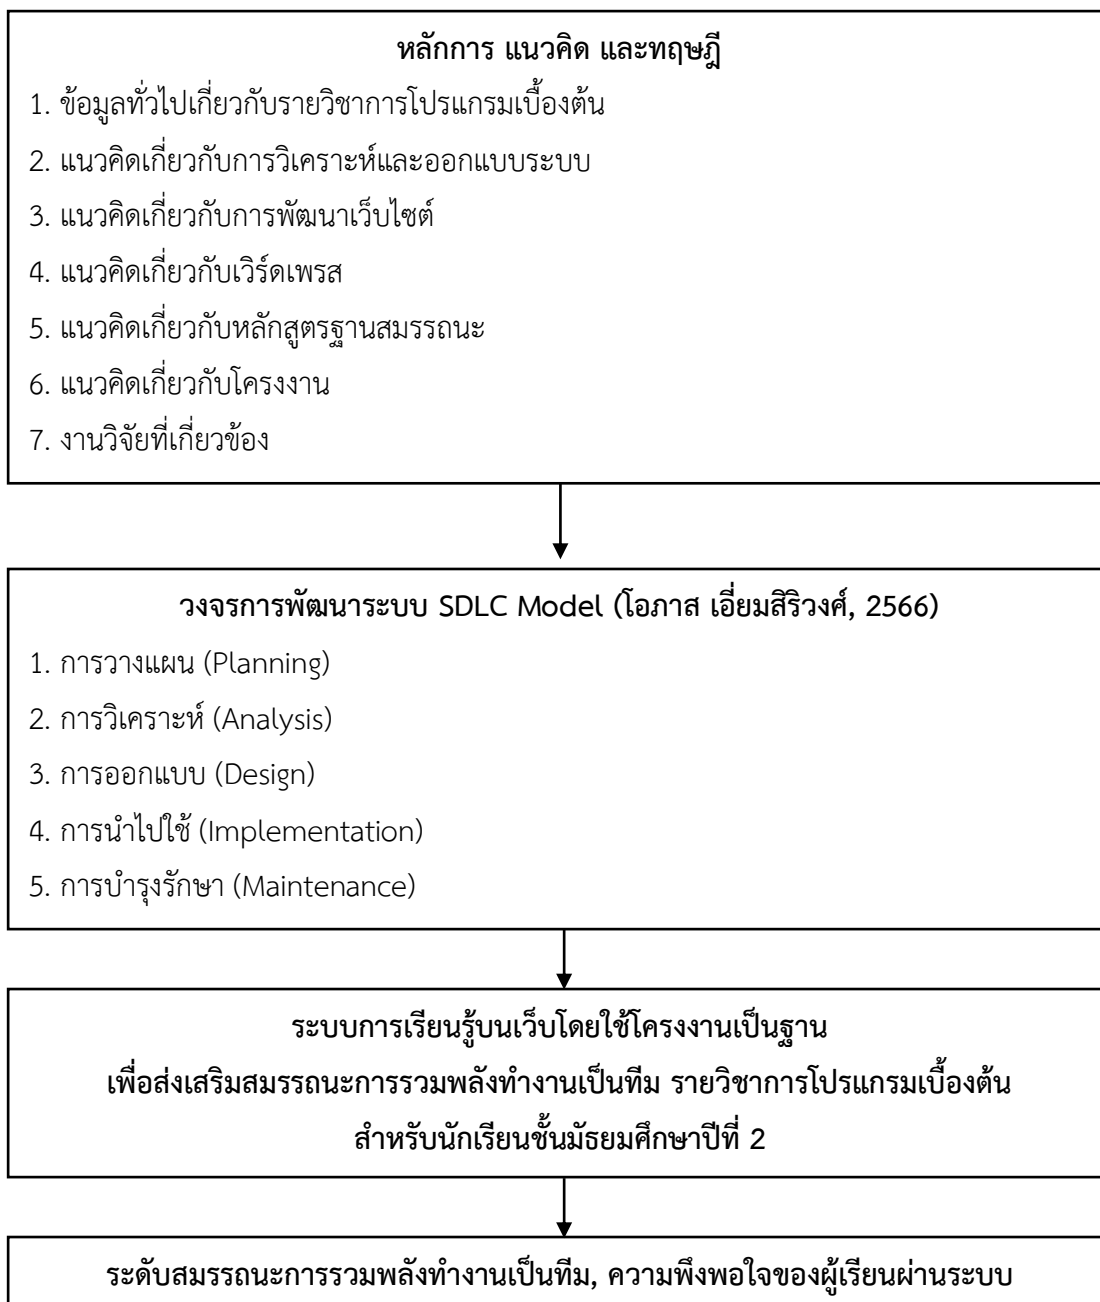 หลักการ แนวคิด และทฤษฎี
1. ข้อมูลทั่วไปเกี่ยวกับรายวิชาการโปรแกรมเบื้องต้น
2. แนวคิดเกี่ยวกับการวิเคราะห์และออกแบบระบบ
3. แนวคิดเกี่ยวกับการพัฒนาเว็บไซต์
4. แนวคิดเกี่ยวกับเวิร์ดเพรส
5. แนวคิดเกี่ยวกับหลักสูตรฐานสมรรถนะ
6. แนวคิดเกี่ยวกับโครงงาน
7. งานวิจัยที่เกี่ยวข้อง
วงจรการพัฒนาระบบ SDLC Model (โอภาส เอี่ยมสิริวงศ์, 2566)
1. การวางแผน (Planning)
2. การวิเคราะห์ (Analysis)
3. การออกแบบ (Design)
4. การนำไปใช้ (Implementation)
5. การบำรุงรักษา (Maintenance)
ระบบการเรียนรู้บนเว็บโดยใช้โครงงานเป็นฐาน
เพื่อส่งเสริมสมรรถนะการรวมพลังทำงานเป็นทีม รายวิชาการโปรแกรมเบื้องต้น
สำหรับนักเรียนชั้นมัธยมศึกษาปีที่ 2
ระดับสมรรถนะการรวมพลังทำงานเป็นทีม, ความพึงพอใจของผู้เรียนผ่านระบบ